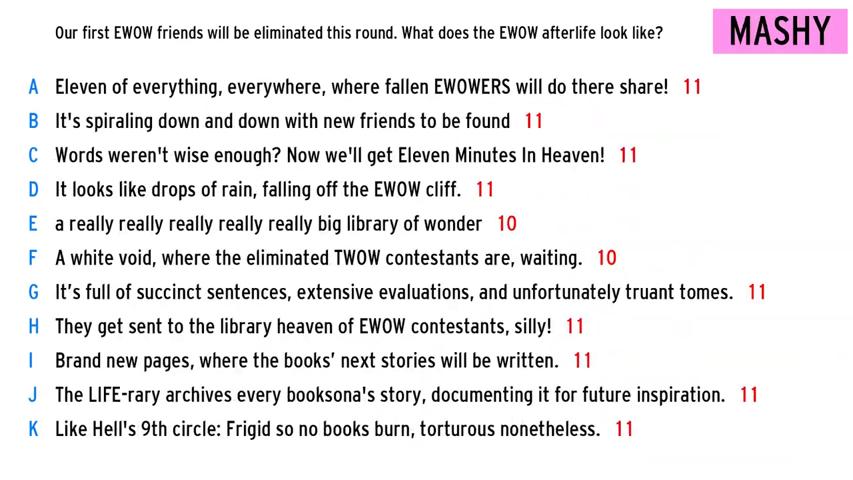 Our first EWOW friends will be eliminated this round. What does the EWOW afterlife look like?
MASHY
A Eleven of everything, everywhere, where fallen EWOWERS will do there share! 11
B It's spiraling down and down with new friends to be found 11
C Words weren't wise enough? Now we'll get Eleven Minutes In Heaven! 11
D It looks like drops of rain, falling off the EWOW cliff. 11
E a really really really really really big library of wonder 10
F A white void, where the eliminated TWOW contestants are, waiting. 10
G It’s full of succinct sentences, extensive evaluations, and unfortunately truant tomes. 11
H They get sent to the library heaven of EWOW contestants, silly! 11
I Brand new pages, where the books’ next stories will be written. 11
J The LIFE-rary archives every booksona's story, documenting it for future inspiration. 11
K Like Hell's 9th circle: Frigid so no books burn, torturous nonetheless. 11